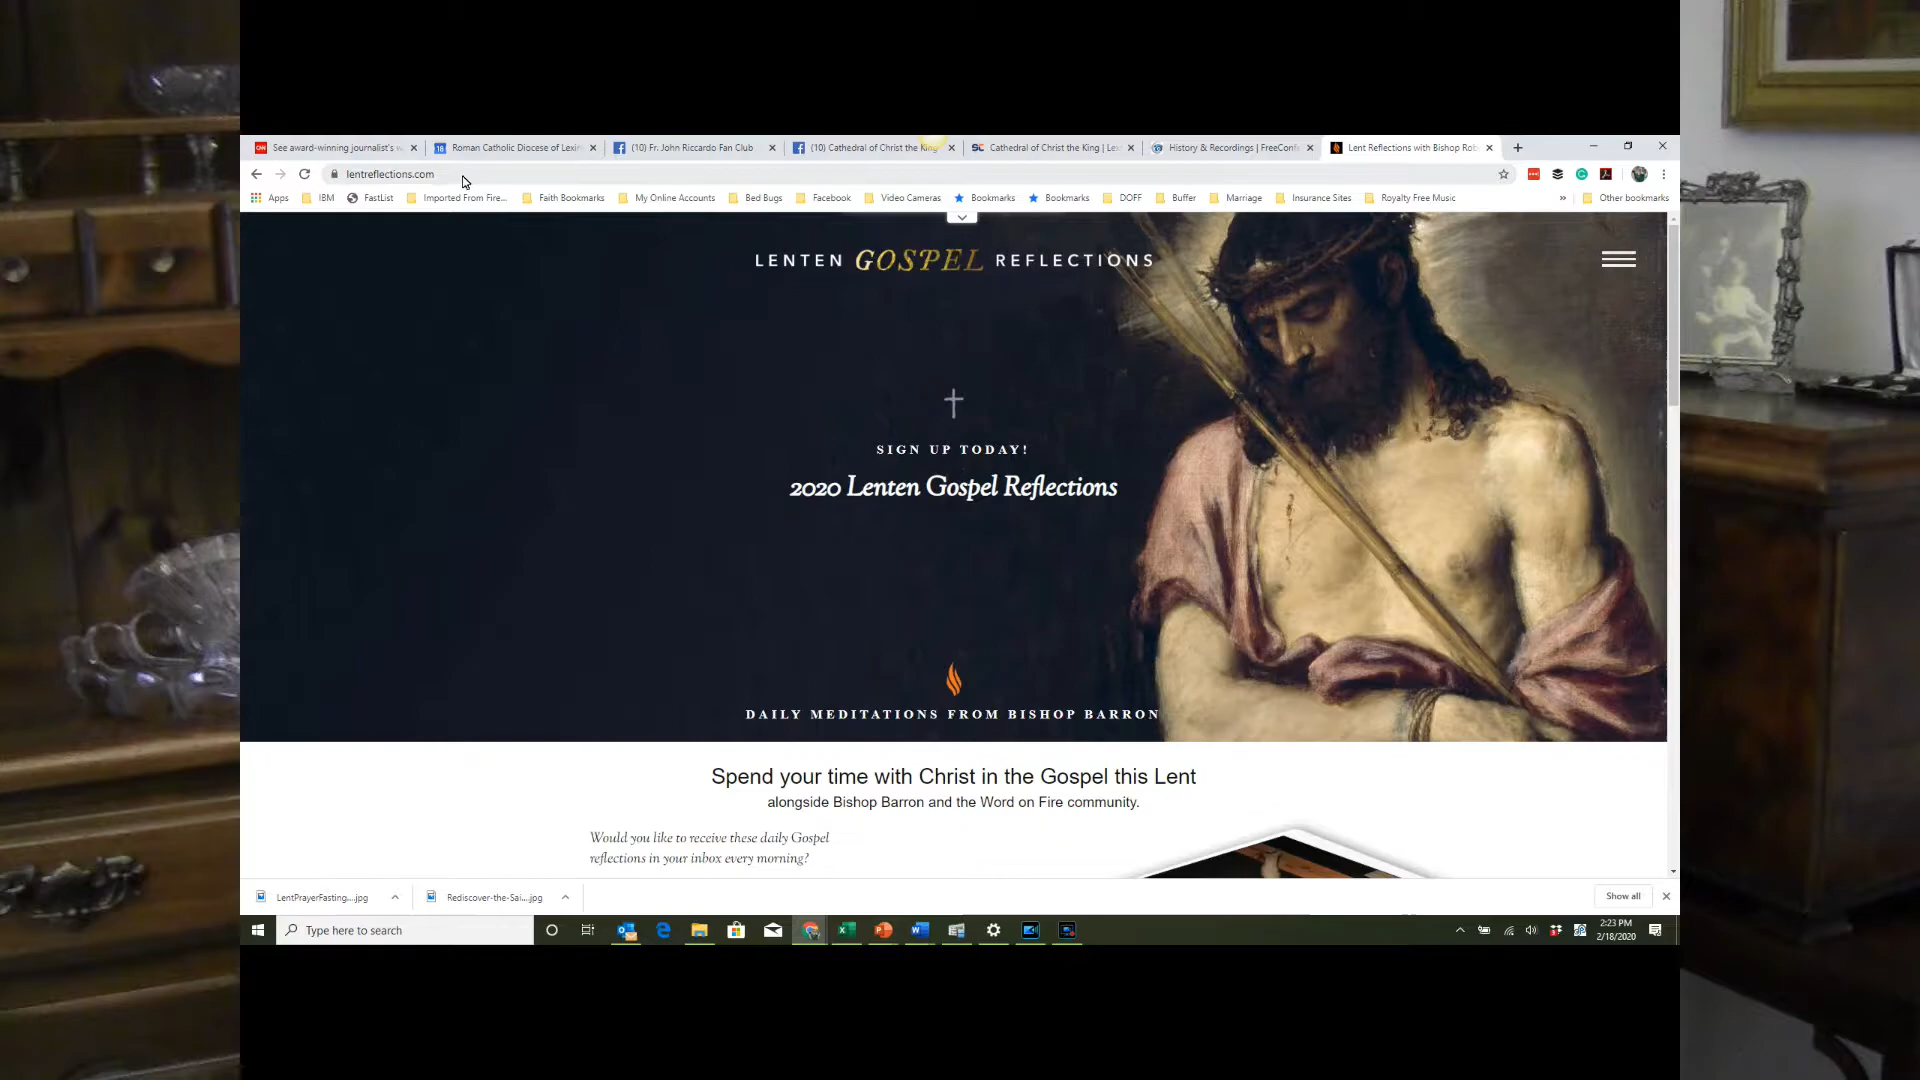 See award-winning journalist's
Roman Catholic Diocese of Lexin
(10) Fr. John Riccardo Fan Club
(10) Cathedral of Christ the King
Cathedral of Christ the King | Lex
History & Recordings | FreeConf
Lent Reflections with Bishop Rob
lentreflections.com
Apps
IBM
FastList
Imported From Fire...
Faith Bookmarks
My Online Accounts
Bed Bugs
Facebook
Video Cameras
Bookmarks
Bookmarks
DOFF
Buffer
Marriage
Insurance Sites
Royalty Free Music
»
Other bookmarks
LENTEN GOSPEL REFLECTIONS
SIGN UP TODAY!
2020 Lenten Gospel Reflections
DAILY MEDITATIONS FROM BISHOP BARRON
Spend your time with Christ in the Gospel this Lent
alongside Bishop Barron and the Word on Fire community.
Would you like to receive these daily Gospel
reflections in your inbox every morning?
LentPrayerFasting....jpg
Rediscover-the-Sai...jpg
Show all
Type here to search
2:23 PM
2/18/2020